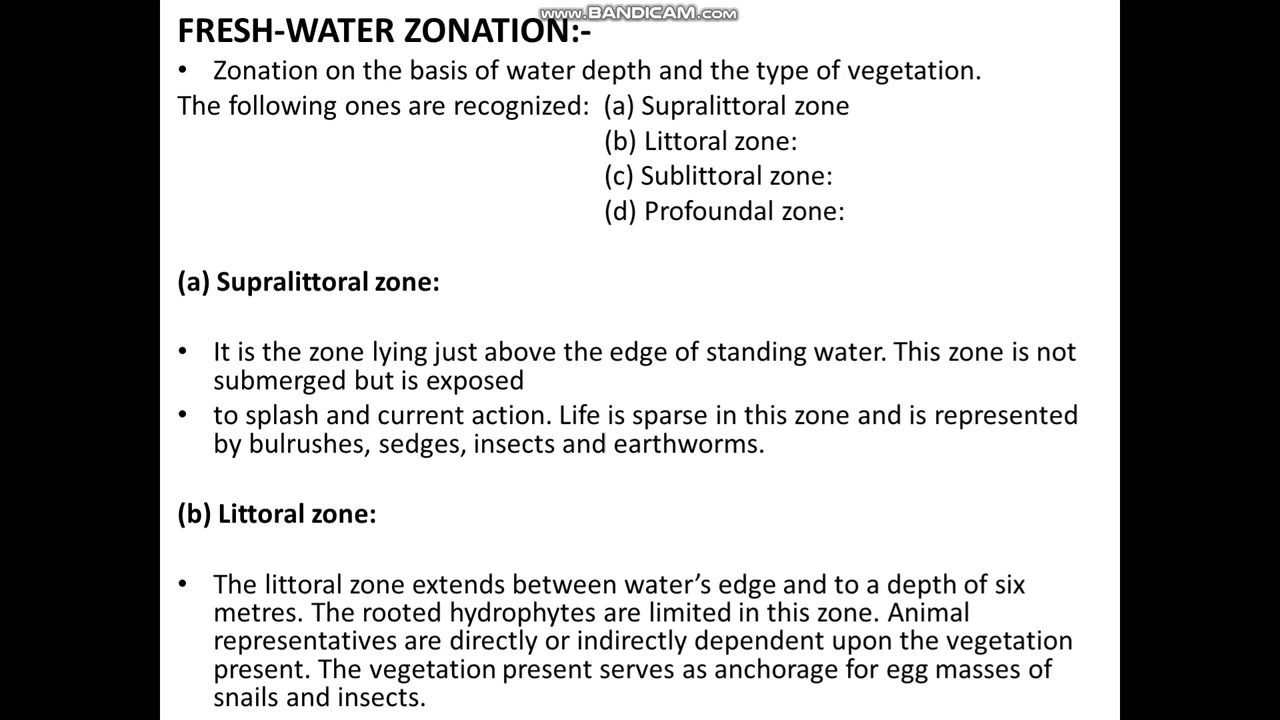 www.BANDICAM.com
FRESH-WATER ZONATION:-
• Zonation on the basis of water depth and the type of vegetation.
The following ones are recognized: (a) Supralittoral zone
(b) Littoral zone:
(c) Sublittoral zone:
(d) Profoundal zone:
(a) Supralittoral zone:
• It is the zone lying just above the edge of standing water. This zone is not
submerged but is exposed
• to splash and current action. Life is sparse in this zone and is represented
by bulrushes, sedges, insects and earthworms.
(b) Littoral zone:
• The littoral zone extends between water’s edge and to a depth of six
metres. The rooted hydrophytes are limited in this zone. Animal
representatives are directly or indirectly dependent upon the vegetation
present. The vegetation present serves as anchorage for egg masses of
snails and insects.